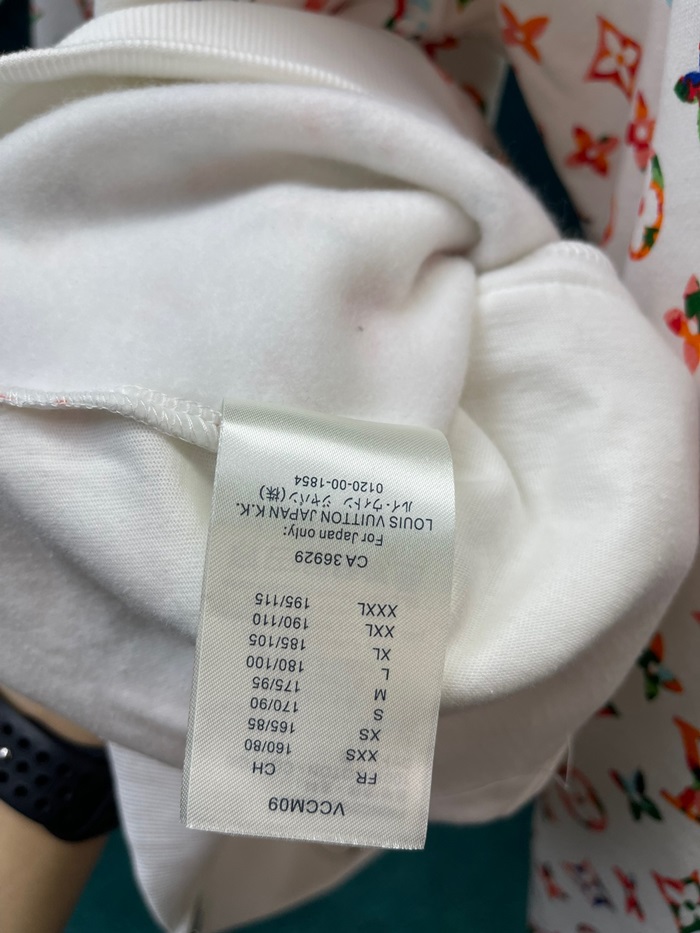 VCCM09
FR CH
XXS 160/80
XS 165/85
S 170/90
M 175/95
L 180/100
XL 185/105
XXL 190/110
XXXL 195/115
CA 36929
For Japan only:
LOUIS VUITTON JAPAN K.K.
ルイ・ヴィトン ジャパン (株)
0120-00-1854